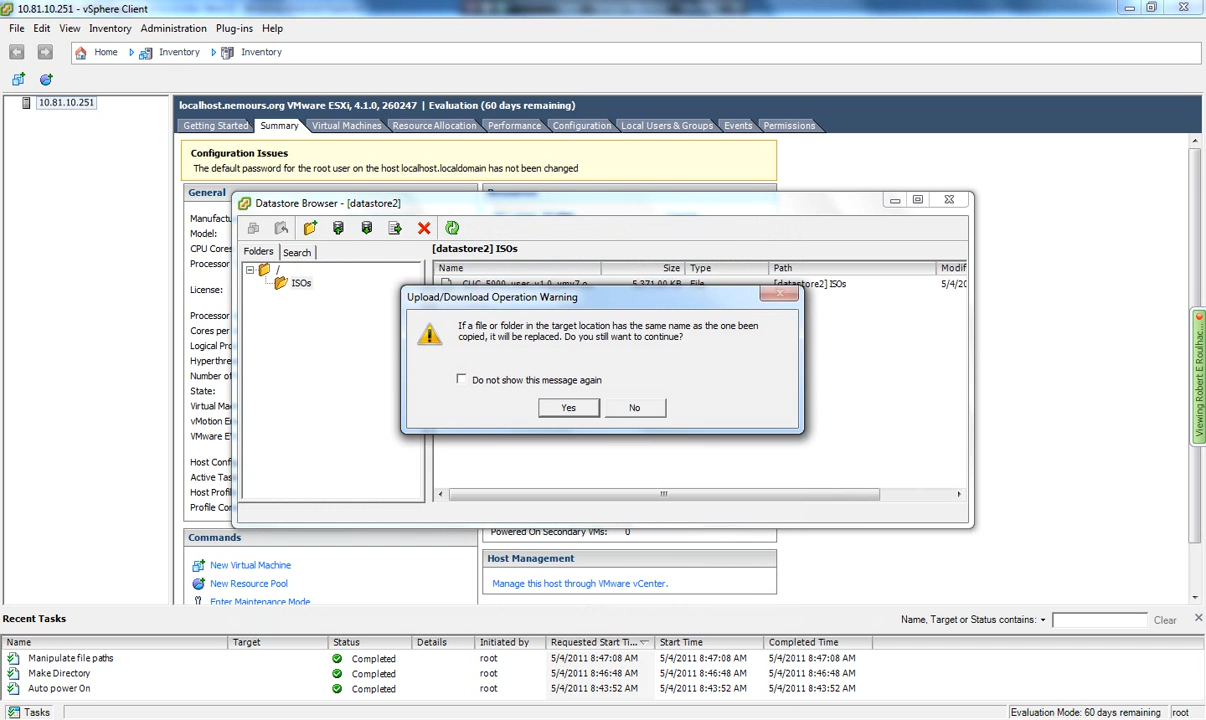 10.81.10.251 - vSphere Client
File Edit View Inventory Administration Plug-ins Help
Home Inventory Inventory
10.81.10.251
localhost.nemours.org VMware ESXi, 4.1.0, 260247 | Evaluation (60 days remaining)
Getting Started Summary Virtual Machines Resource Allocation Performance Configuration Local Users & Groups Events Permissions
Configuration Issues
The default password for the root user on the host localhost.localdomain has not been changed
General
Manufactu
Model:
CPU Cores
Processor
License:
Processor
Cores per
Logical Pro
Hyperthre
Number of
State:
Virtual Mac
vMotion En
VMware E
Host Confi
Active Tas
Host Profil
Profile Con
Datastore Browser - [datastore2]
Folders Search
/
ISOs
[datastore2] ISOs
Name Size Type Path Modif
5,371.00 KB File [datastore2] ISOs 5/4/20
Upload/Download Operation Warning
If a file or folder in the target location has the same name as the one been
copied, it will be replaced. Do you still want to continue?
Do not show this message again
Yes No
Powered On Secondary VMs: 0
Commands
New Virtual Machine
New Resource Pool
Enter Maintenance Mode
Host Management
Manage this host through VMware vCenter.
Viewing Robert E Roulhac...
Recent Tasks
Name, Target or Status contains: Clear
Name Target Status Details Initiated by Requested Start Ti... Start Time Completed Time
Manipulate file paths Completed root 5/4/2011 8:47:08 AM 5/4/2011 8:47:08 AM 5/4/2011 8:47:08 AM
Make Directory Completed root 5/4/2011 8:46:48 AM 5/4/2011 8:46:48 AM 5/4/2011 8:46:48 AM
Auto power On Completed root 5/4/2011 8:43:52 AM 5/4/2011 8:43:52 AM 5/4/2011 8:43:52 AM
Tasks Evaluation Mode: 60 days remaining root